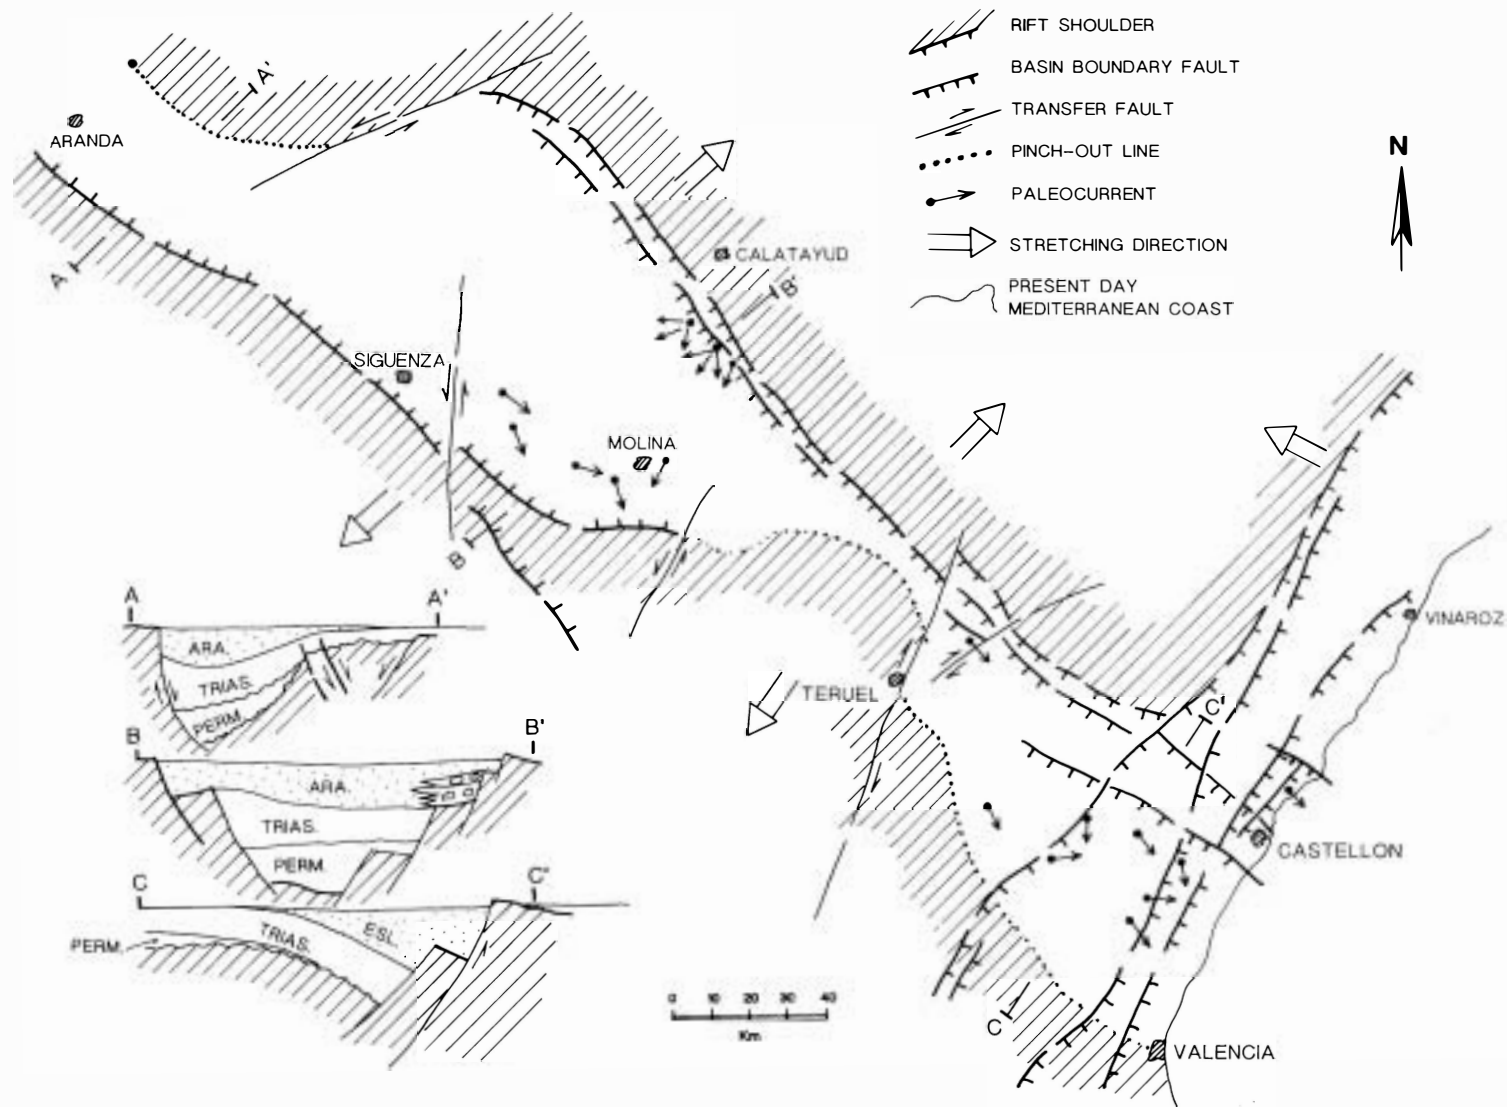 RIFT SHOULDER
BASIN BOUNDARY FAULT
TRANSFER FAULT
PINCH-OUT LINE
PALEOCURRENT
STRETCHING DIRECTION
PRESENT DAY
MEDITERRANEAN COAST
N
A'
ARANDA
A
CALATAYUD
B'
SIGUENZA
MOLINA
B
VINAROZ
TERUEL
C'
CASTELLON
C
VALENCIA
A A'
ARA.
TRIAS.
PERM.
B B'
ARA.
TRIAS.
PERM.
C C'
ESL.
TRIAS.
PERM.
0 10 20 30 40
Km